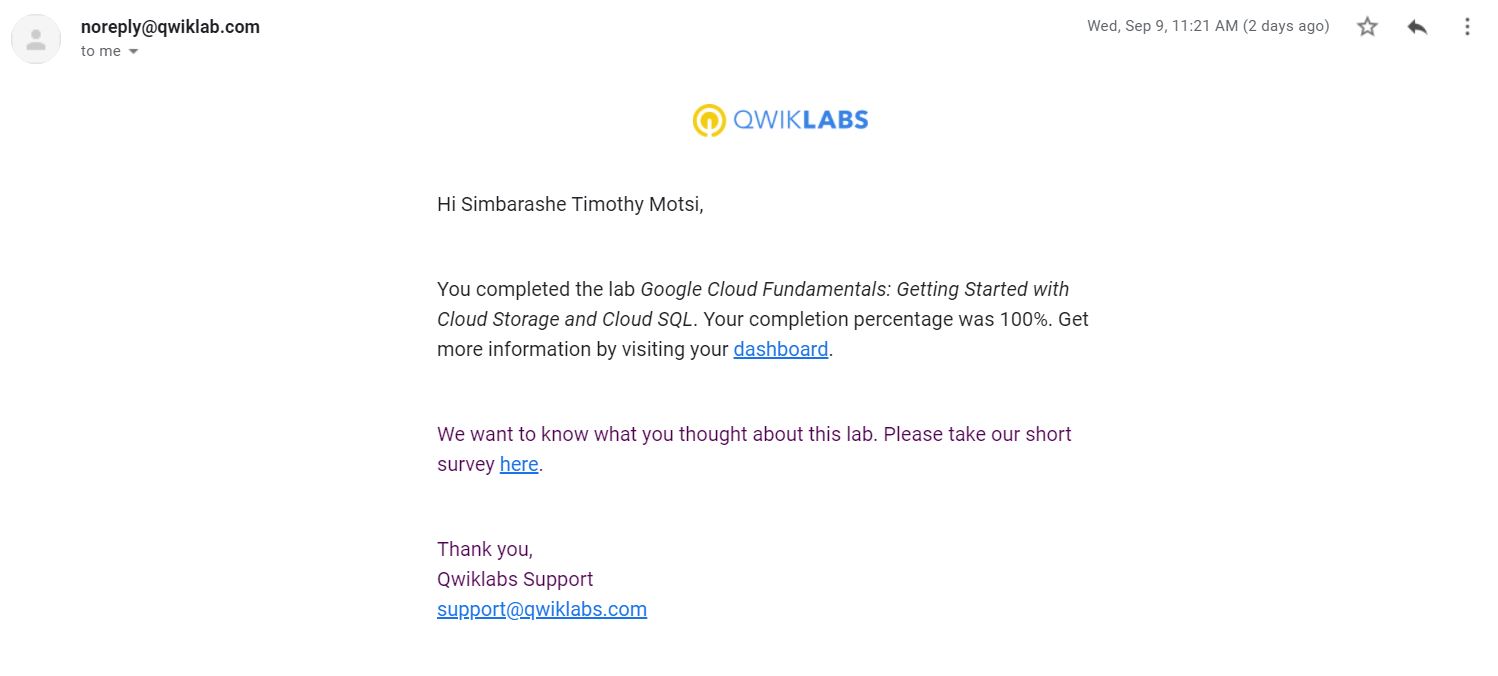 noreply@qwiklab.com
Wed, Sep 9, 11:21 AM (2 days ago)
to me
QWIKLABS
Hi Simbarashe Timothy Motsi,
You completed the lab Google Cloud Fundamentals: Getting Started with
Cloud Storage and Cloud SQL. Your completion percentage was 100%. Get
more information by visiting your dashboard.
We want to know what you thought about this lab. Please take our short
survey here.
Thank you,
Qwiklabs Support
support@qwiklabs.com